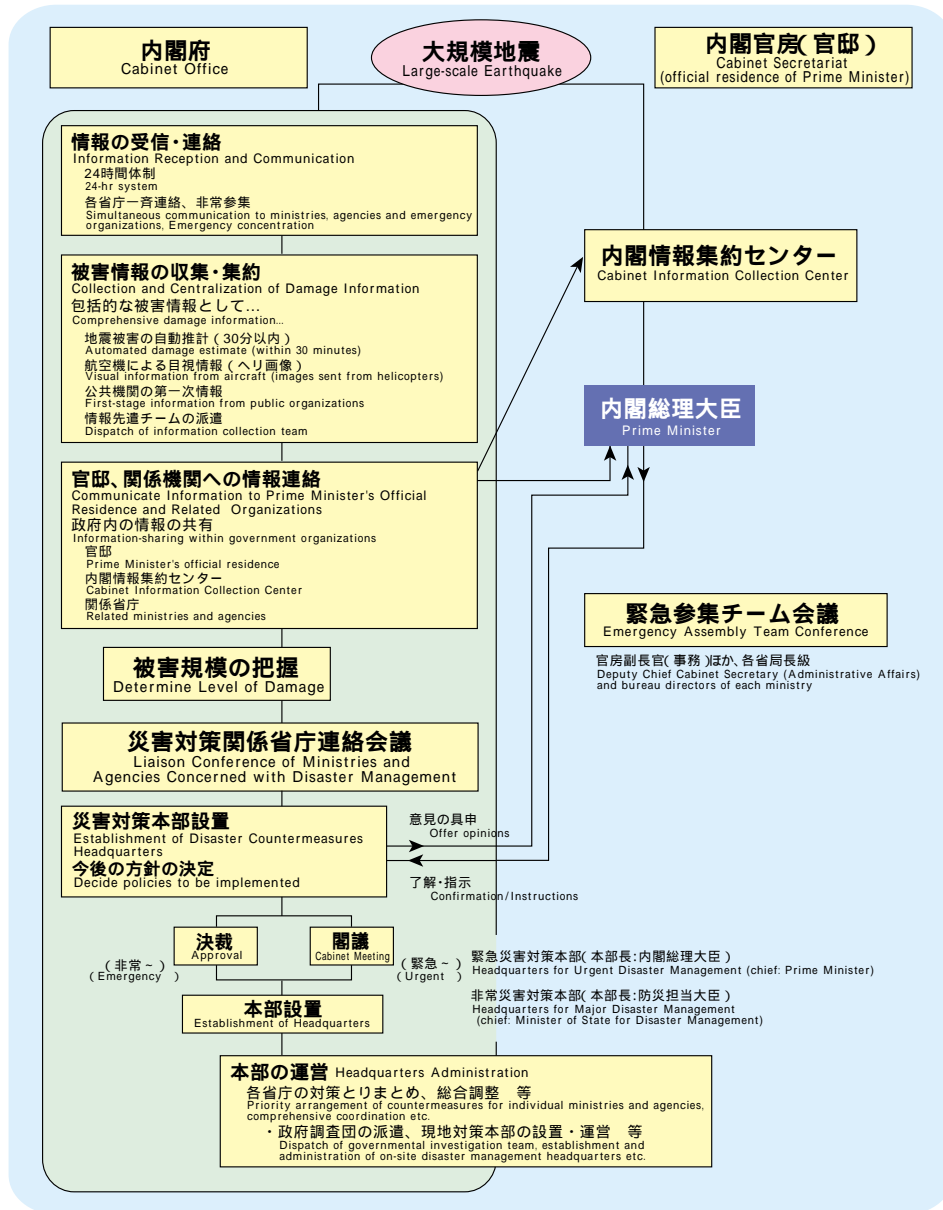 内閣府
Cabinet Office
大規模地震
Large-scale Earthquake
内閣官房(官邸)
Cabinet Secretariat
(official residence of Prime Minister)
情報の受信・連絡
Information Reception and Communication
24時間体制
24-hr system
各省庁一斉連絡、非常参集
Simultaneous communication to ministries, agencies and emergency
organizations, Emergency concentration
被害情報の収集・集約
Collection and Centralization of Damage Information
包括的な被害情報として…
Comprehensive damage information...
地震被害の自動推計(30分以内)
Automated damage estimate (within 30 minutes)
航空機による目視情報(ヘリ画像)
Visual information from aircraft (images sent from helicopters)
公共機関の第一次情報
First-stage information from public organizations
情報先遣チームの派遣
Dispatch of information collection team
内閣情報集約センター
Cabinet Information Collection Center
内閣総理大臣
Prime Minister
官邸、関係機関への情報連絡
Communicate Information to Prime Minister's Official
Residence and Related Organizations
政府内の情報の共有
Information-sharing within government organizations
官邸
Prime Minister's official residence
内閣情報集約センター
Cabinet Information Collection Center
関係省庁
Related ministries and agencies
緊急参集チーム会議
Emergency Assembly Team Conference
官房副長官(事務)ほか、各省局長級
Deputy Chief Cabinet Secretary (Administrative Affairs)
and bureau directors of each ministry
被害規模の把握
Determine Level of Damage
災害対策関係省庁連絡会議
Liaison Conference of Ministries and
Agencies Concerned with Disaster Management
災害対策本部設置
Establishment of Disaster Countermeasures
Headquarters
今後の方針の決定
Decide policies to be implemented
意見の具申
Offer opinions
了解・指示
Confirmation/Instructions
決裁
Approval
閣議
Cabinet Meeting
(非常~)
(Emergency )
(緊急~)
(Urgent )
緊急災害対策本部(本部長:内閣総理大臣)
Headquarters for Urgent Disaster Management (chief: Prime Minister)
非常災害対策本部(本部長:防災担当大臣)
Headquarters for Major Disaster Management
(chief: Minister of State for Disaster Management)
本部設置
Establishment of Headquarters
本部の運営 Headquarters Administration
各省庁の対策とりまとめ、総合調整 等
Priority arrangement of countermeasures for individual ministries and agencies,
comprehensive coordination etc.
・政府調査団の派遣、現地対策本部の設置・運営 等
Dispatch of governmental investigation team, establishment and
administration of on-site disaster management headquarters etc.